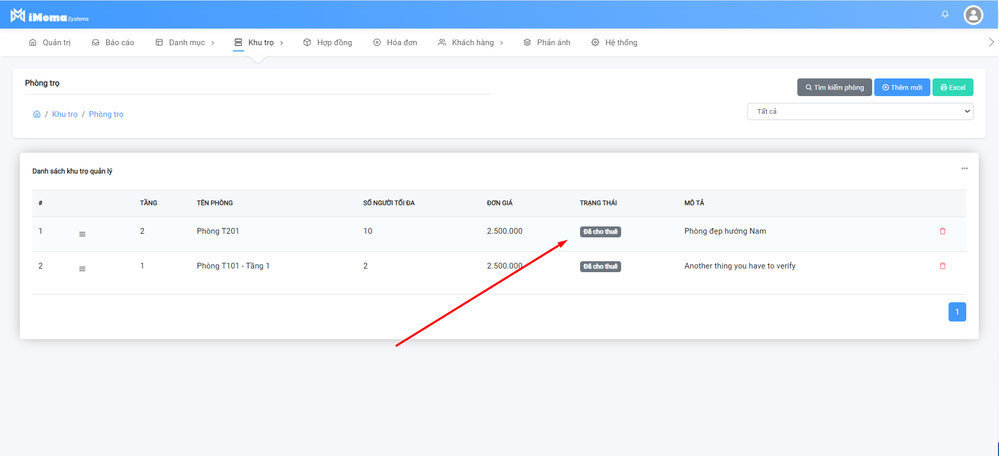 iMoma Systems
Quản trị Báo cáo Danh mục Khu trọ Hợp đồng Hóa đơn Khách hàng Phản ánh Hệ thống
Phòng trọ
Tìm kiếm phòng Thêm mới Excel
/ Khu trọ / Phòng trọ
Tất cả
Danh sách khu trọ quản lý
# TẦNG TÊN PHÒNG SỐ NGƯỜI TỐI ĐA ĐƠN GIÁ TRẠNG THÁI MÔ TẢ
1 2 Phòng T201 10 2.500.000 Đã cho thuê Phòng đẹp hướng Nam
2 1 Phòng T101 - Tầng 1 2 2.500.000 Đã cho thuê Another thing you have to verify
1